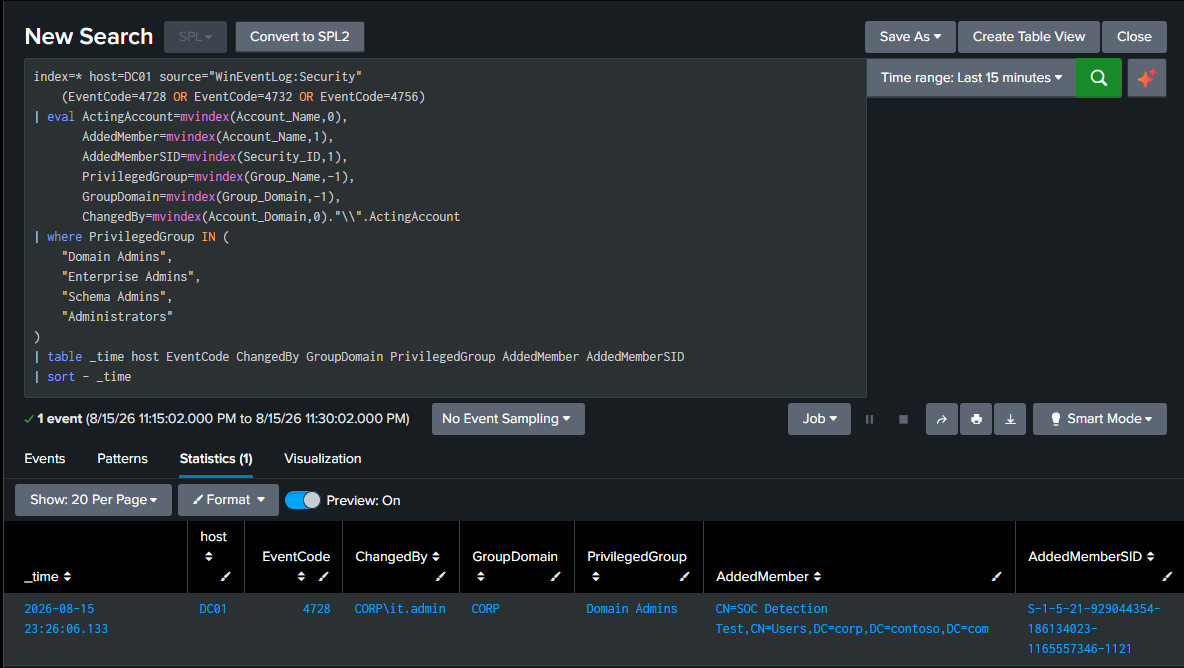 New Search
SPL
Convert to SPL2
Save As
Create Table View
Close
index=* host=DC01 source="WinEventLog:Security"
(EventCode=4728 OR EventCode=4732 OR EventCode=4756)
| eval ActingAccount=mvindex(Account_Name,0),
AddedMember=mvindex(Account_Name,1),
AddedMemberSID=mvindex(Security_ID,1),
PrivilegedGroup=mvindex(Group_Name,-1),
GroupDomain=mvindex(Group_Domain,-1),
ChangedBy=mvindex(Account_Domain,0)."\\".ActingAccount
| where PrivilegedGroup IN (
"Domain Admins",
"Enterprise Admins",
"Schema Admins",
"Administrators"
)
| table _time host EventCode ChangedBy GroupDomain PrivilegedGroup AddedMember AddedMemberSID
| sort - _time
Time range: Last 15 minutes
1 event (8/15/26 11:15:02.000 PM to 8/15/26 11:30:02.000 PM)
No Event Sampling
Job
Smart Mode
Events
Patterns
Statistics (1)
Visualization
Show: 20 Per Page
Format
Preview: On
_time
host
EventCode
ChangedBy
GroupDomain
PrivilegedGroup
AddedMember
AddedMemberSID
2026-08-15
23:26:06.133
DC01
4728
CORP\it.admin
CORP
Domain Admins
CN=SOC Detection
Test,CN=Users,DC=corp,DC=contoso,DC=com
S-1-5-21-929044354-
186134023-
1165557346-1121